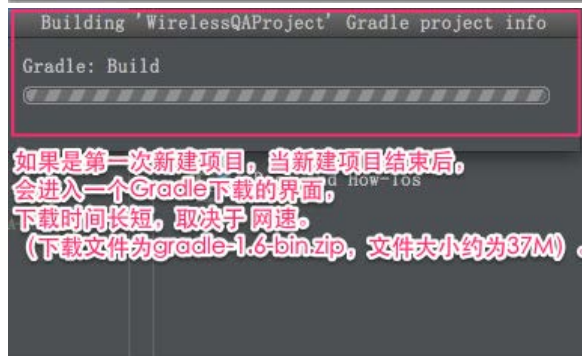 Building 'WirelessQAProject' Gradle project info
Gradle: Build
如果是第一次新建项目，当新建项目结束后，
会进入一个Gradle下载的界面，
d How-Tos
下载时间长短，取决于 网速。
（下载文件为gradle-1.6-bin.zip，文件大小约为37M）.